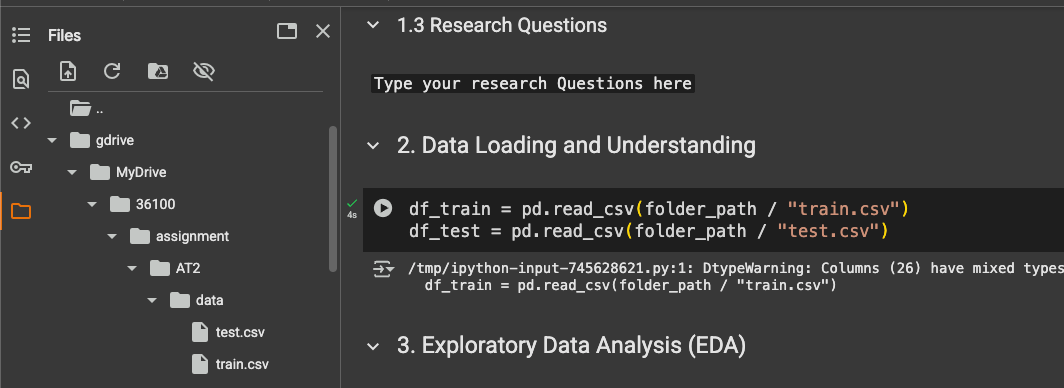 Files
..
gdrive
MyDrive
36100
assignment
AT2
data
test.csv
train.csv
1.3 Research Questions
Type your research Questions here
2. Data Loading and Understanding
4s
df_train = pd.read_csv(folder_path / "train.csv")
df_test = pd.read_csv(folder_path / "test.csv")
/tmp/ipython-input-745628621.py:1: DtypeWarning: Columns (26) have mixed types
df_train = pd.read_csv(folder_path / "train.csv")
3. Exploratory Data Analysis (EDA)